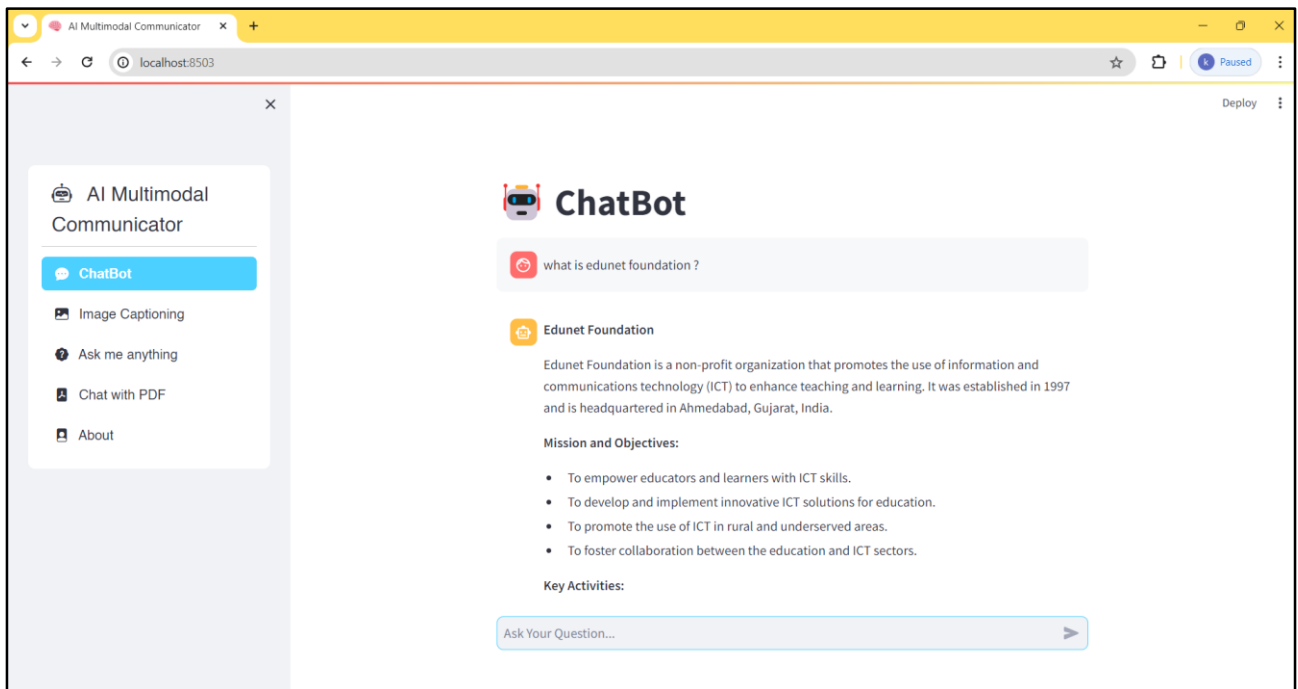 AI Multimodal Communicator
localhost:8503
k Paused
Deploy
AI Multimodal
Communicator
ChatBot
Image Captioning
Ask me anything
Chat with PDF
About
ChatBot
what is edunet foundation ?
Edunet Foundation
Edunet Foundation is a non-profit organization that promotes the use of information and
communications technology (ICT) to enhance teaching and learning. It was established in 1997
and is headquartered in Ahmedabad, Gujarat, India.
Mission and Objectives:
• To empower educators and learners with ICT skills.
• To develop and implement innovative ICT solutions for education.
• To promote the use of ICT in rural and underserved areas.
• To foster collaboration between the education and ICT sectors.
Key Activities:
Ask Your Question...